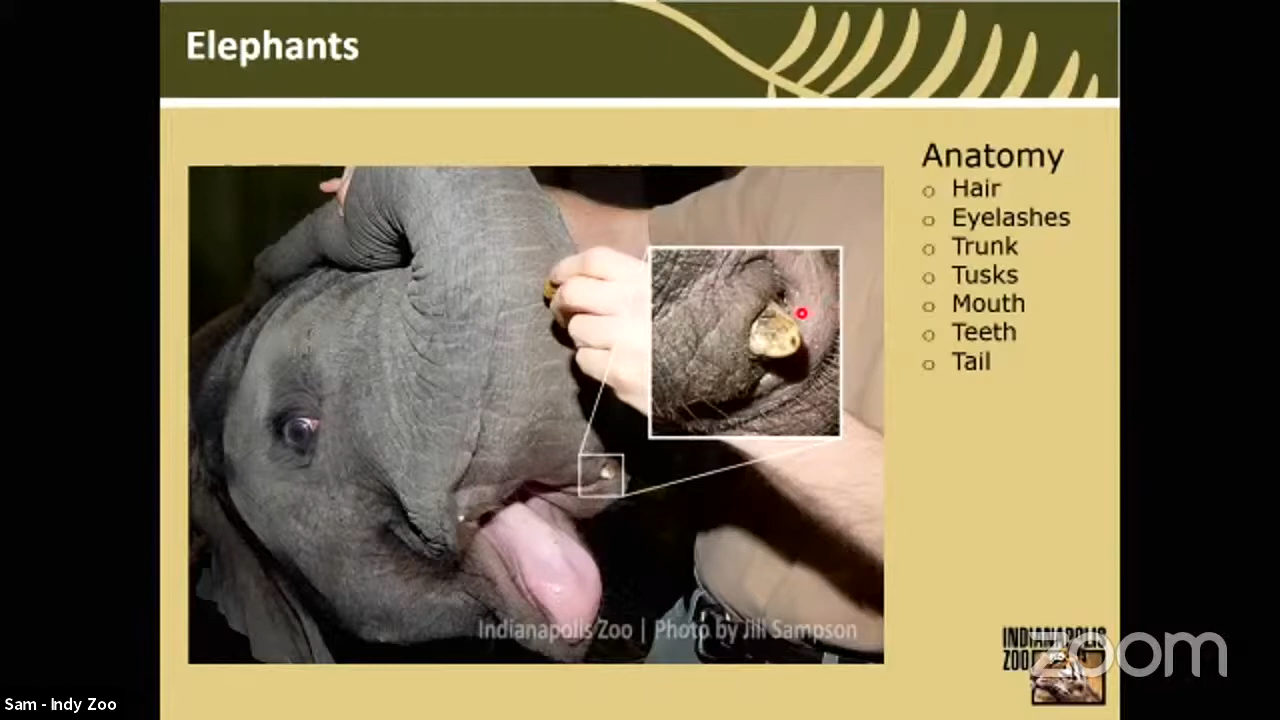 Elephants
Anatomy
Hair
Eyelashes
Trunk
Tusks
Mouth
Teeth
Tail
Indianapolis Zoo | Photo by Jill Sampson
INDIANAPOLIS
ZOO
zoom
Sam - Indy Zoo